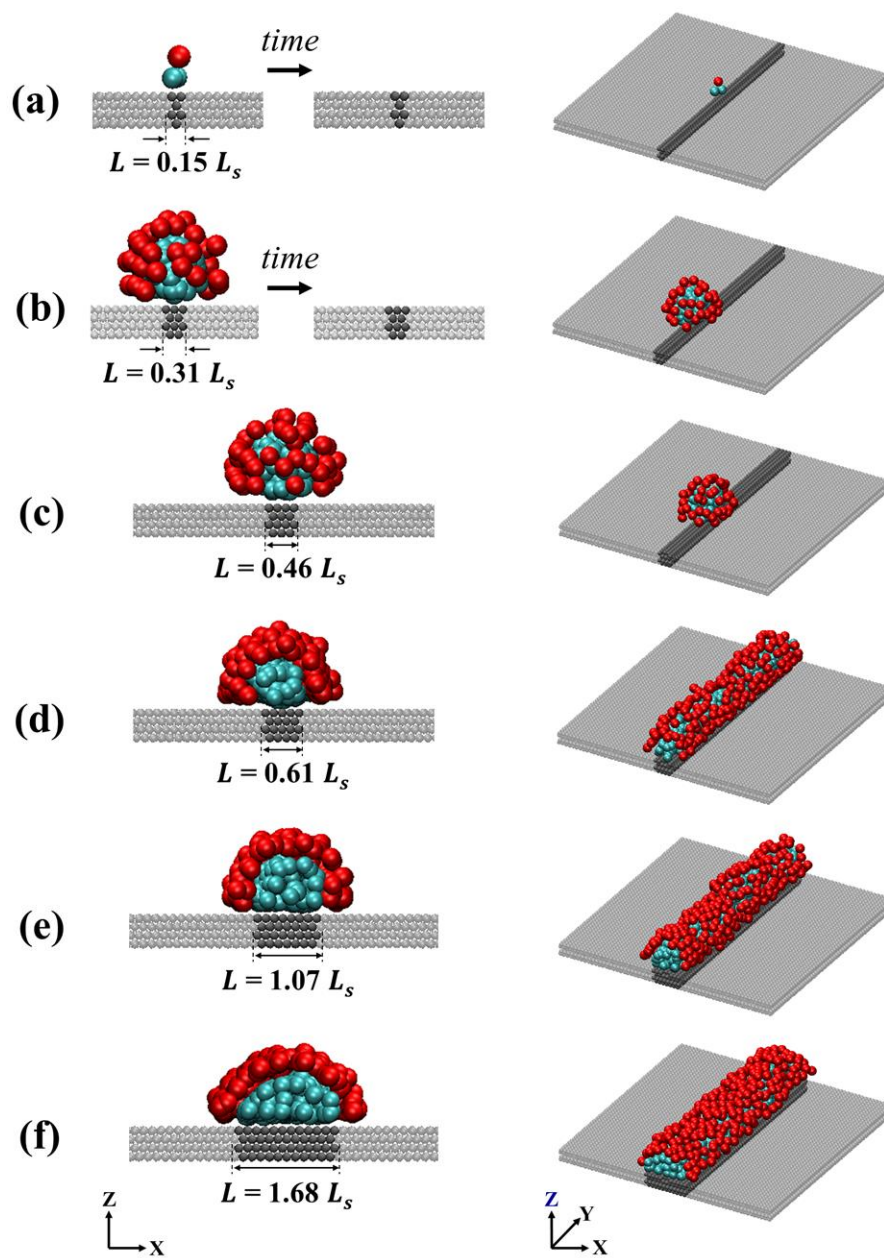 time
(a)
L = 0.15 Ls
time
(b)
L = 0.31 Ls
(c)
L = 0.46 Ls
(d)
L = 0.61 Ls
(e)
L = 1.07 Ls
(f)
L = 1.68 Ls
Z
X
Z
Y
X